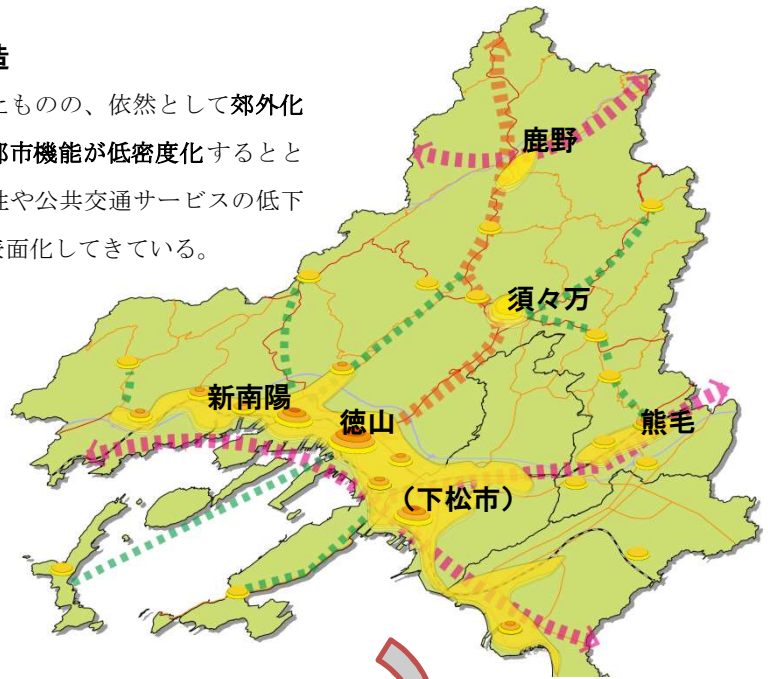 造
ものの、依然として郊外化
都市機能が低密度化するとと
性や公共交通サービスの低下
表面化してきている。
鹿野
須々万
新南陽
徳山
熊毛
（下松市）